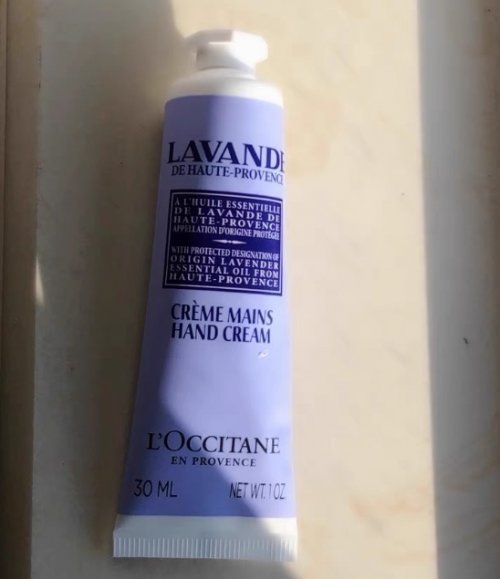 LAVANDE
DE HAUTE-PROVENCE
À L'HUILE ESSENTIELLE
DE LAVANDE DE
HAUTE-PROVENCE
APPELLATION D'ORIGINE PROTÉGÉE
WITH PROTECTED DESIGNATION OF
ORIGIN LAVENDER
ESSENTIAL OIL FROM
HAUTE-PROVENCE
CRÈME MAINS
HAND CREAM
L'OCCITANE
EN PROVENCE
30 ML NET WT. 1 OZ